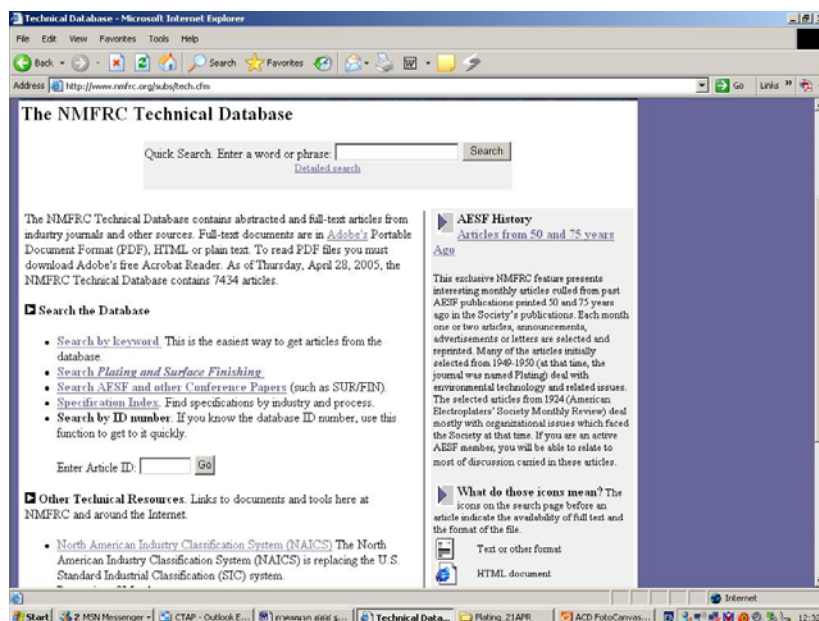 Technical Database - Microsoft Internet Explorer
File Edit View Favorites Tools Help
Back Search Favorites
Address http://www.nmfrc.org/subs/tech.cfm Go Links »
The NMFRC Technical Database
Quick Search. Enter a word or phrase: Search
Detailed search
The NMFRC Technical Database contains abstracted and full-text articles from
industry journals and other sources. Full-text documents are in Adobe's Portable
Document Format (PDF), HTML or plain text. To read PDF files you must
download Adobe's free Acrobat Reader. As of Thursday, April 28, 2005, the
NMFRC Technical Database contains 7434 articles.
Search the Database
• Search by keyword. This is the easiest way to get articles from the
database.
• Search Plating and Surface Finishing
• Search AESF and other Conference Papers (such as SUR/FIN).
• Specification Index. Find specifications by industry and process.
• Search by ID number. If you know the database ID number, use this
function to get to it quickly.
Enter Article ID: Go
Other Technical Resources. Links to documents and tools here at
NMFRC and around the Internet.
• North American Industry Classification System (NAICS) The North
American Industry Classification System (NAICS) is replacing the U.S.
Standard Industrial Classification (SIC) system.
AESF History
Articles from 50 and 75 years
Ago
This exclusive NMFRC feature presents
interesting monthly articles culled from past
AESF publications printed 50 and 75 years
ago in the Society's publications. Each month
one or two articles, announcements,
advertisements or letters are selected and
reprinted. Many of the articles initially
selected from 1949-1950 (at that time, the
journal was named Plating) deal with
environmental technology and related issues.
The selected articles from 1924 (American
Electroplaters' Society Monthly Review) deal
mostly with organizational issues which faced
the Society at that time. If you are an active
AESF member, you will be able to relate to
most of discussion carried in these articles.
What do those icons mean? The
icons on the search page before an
article indicate the availability of full text and
the format of the file.
Text or other format
HTML document
Internet
Start 2 MSN Messenger CTAP - Outlook E... Technical Data... Plating_21APR ACD FotoCanvas... 12:32